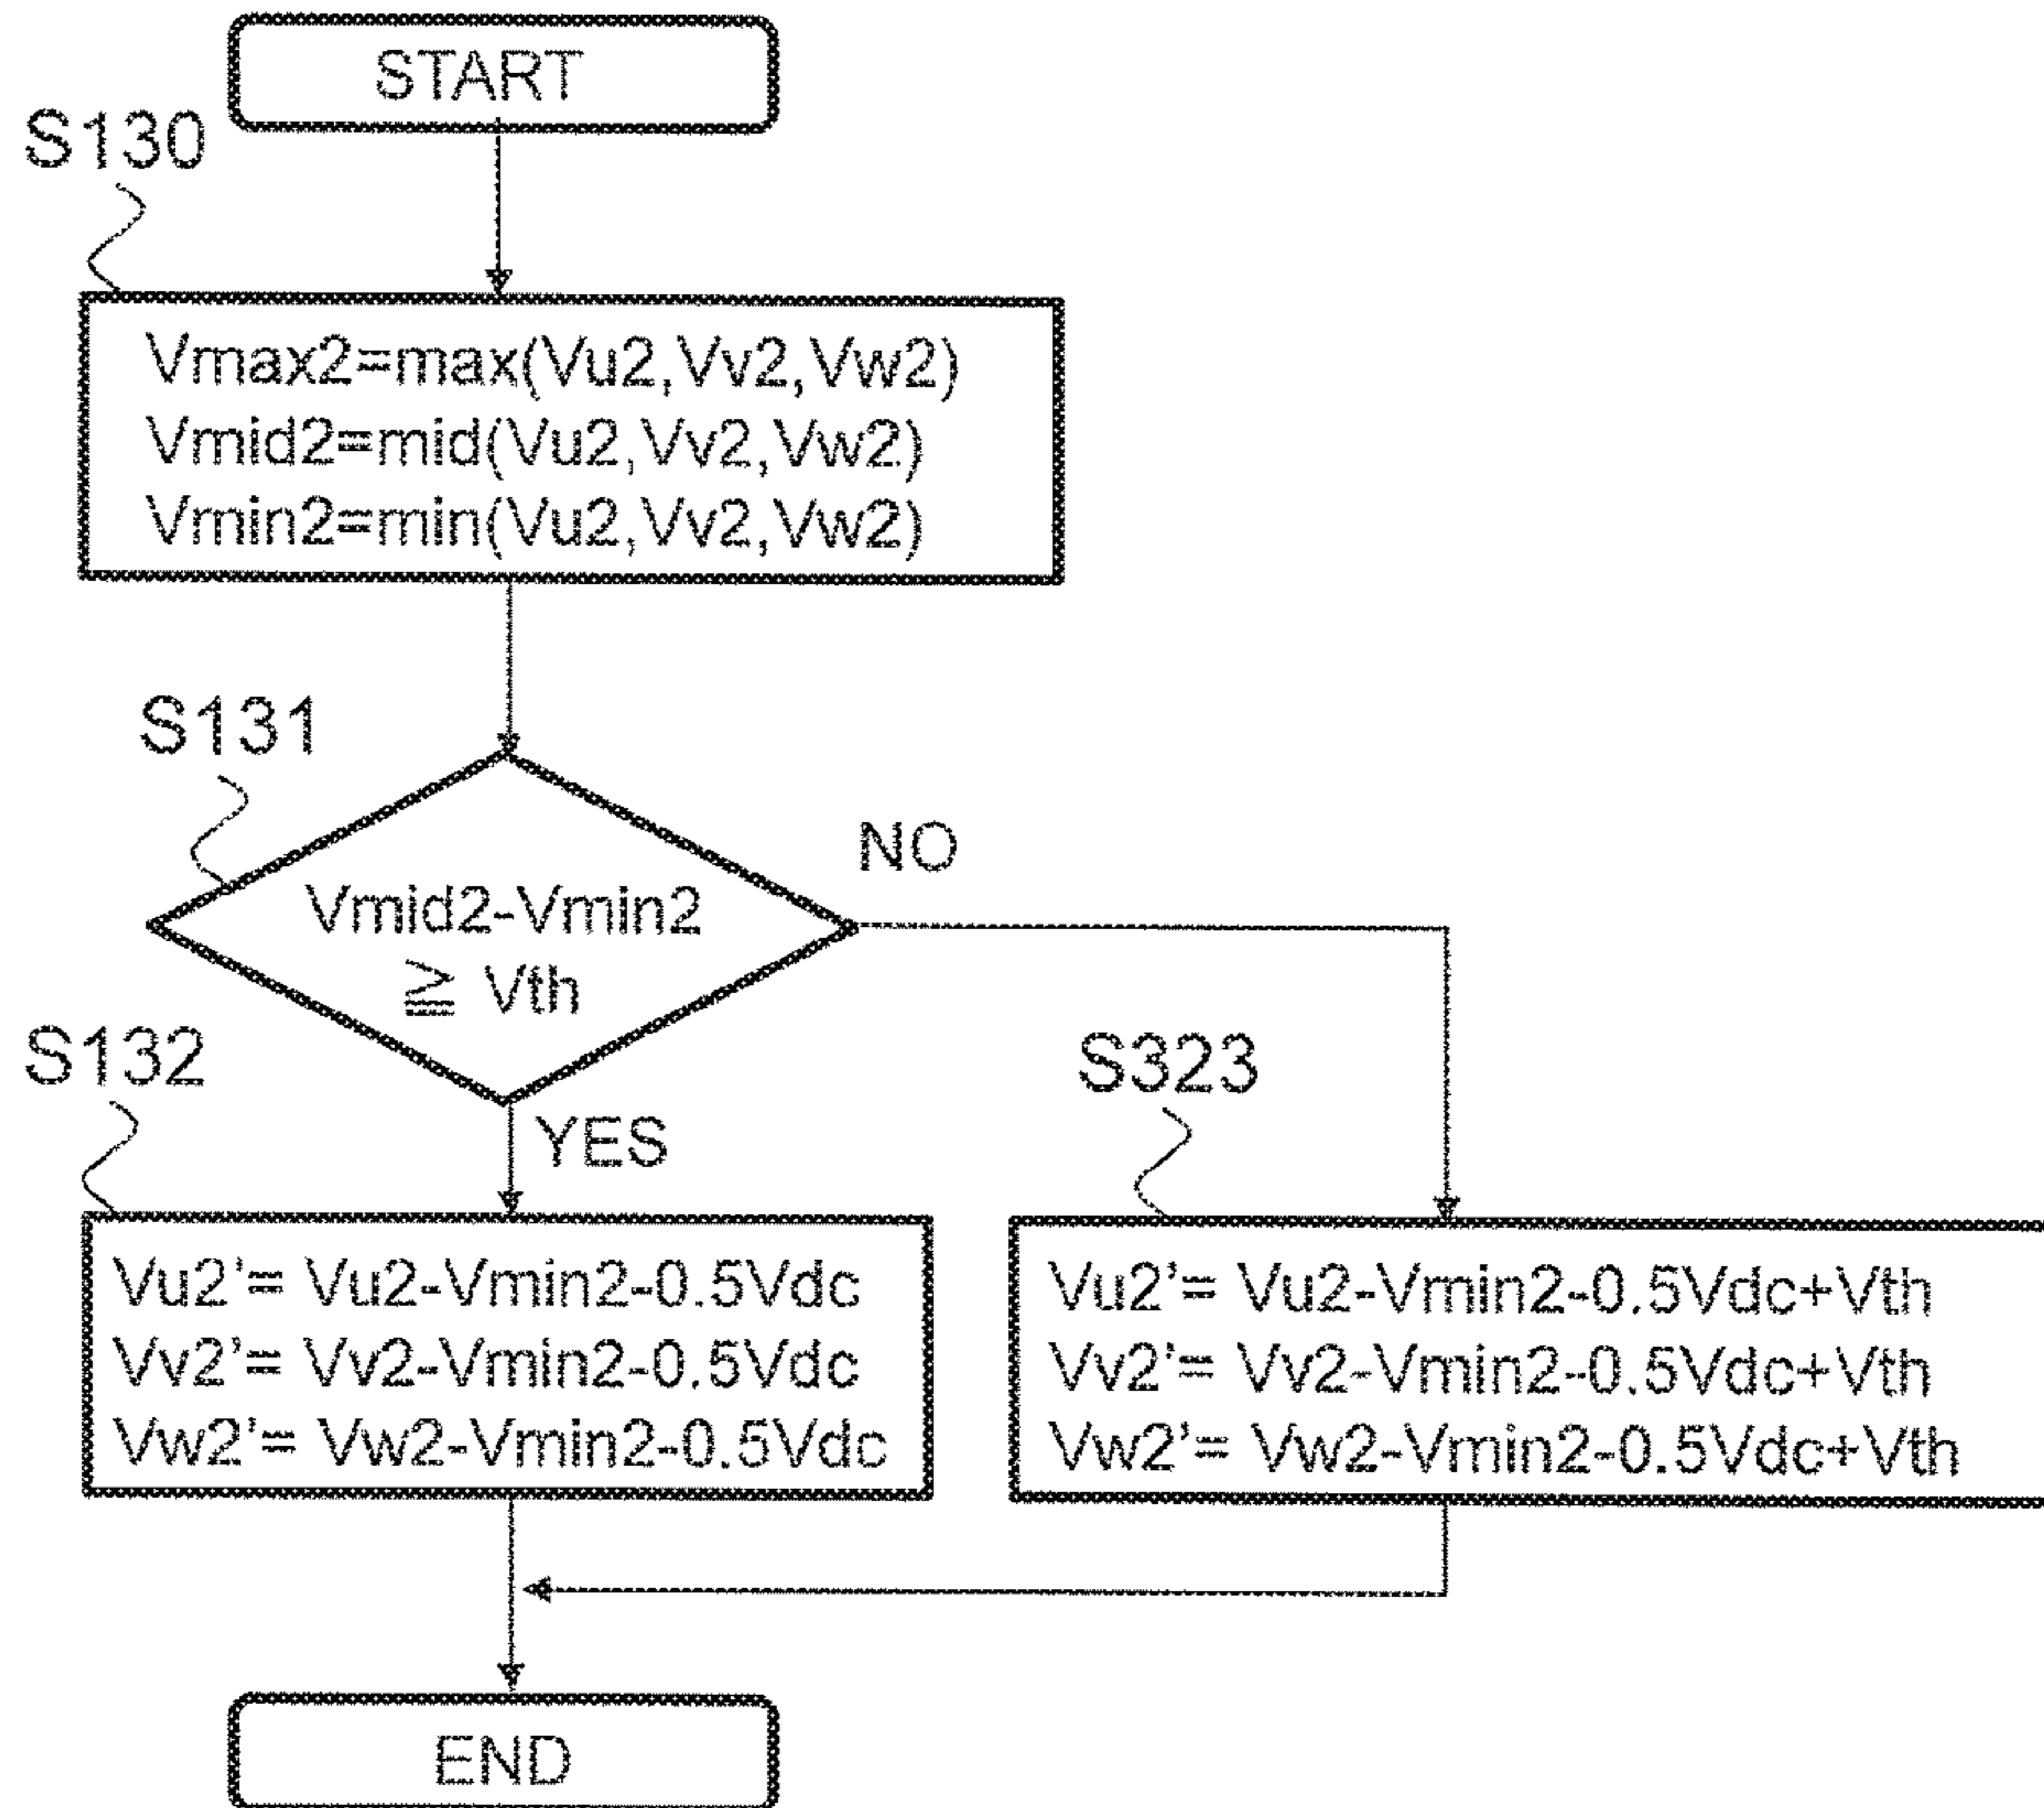 START
S130
Vmax2=max(Vu2,Vv2,Vw2)
Vmid2=mid(Vu2,Vv2,Vw2)
Vmin2=min(Vu2,Vv2,Vw2)
S131
Vmid2-Vmin2
≧ Vth
NO
YES
S132
Vu2'= Vu2-Vmin2-0.5Vdc
Vv2'= Vv2-Vmin2-0.5Vdc
Vw2'= Vw2-Vmin2-0.5Vdc
S323
Vu2'= Vu2-Vmin2-0.5Vdc+Vth
Vv2'= Vv2-Vmin2-0.5Vdc+Vth
Vw2'= Vw2-Vmin2-0.5Vdc+Vth
END